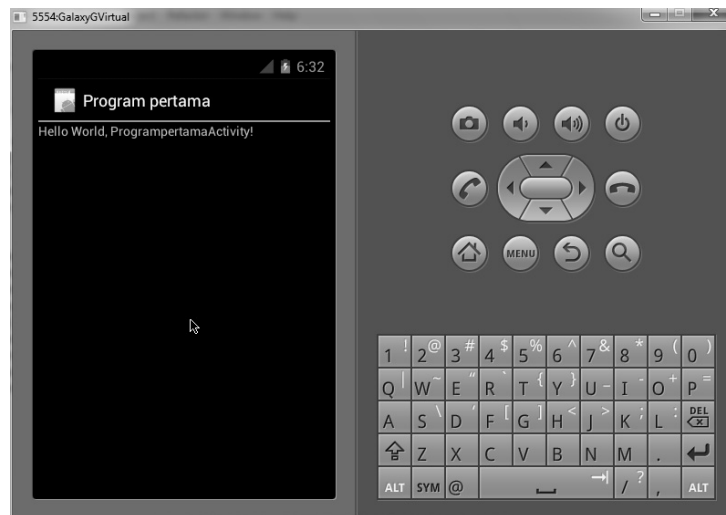 5554:GalaxyGVirtual
6:32
Program pertama
Hello World, ProgrampertamaActivity!
MENU
1 ! 2 @ 3 # 4 $ 5 % 6 ^ 7 & 8 * 9 ( 0 )
Q | W ~ E " R ` T { Y } U _ I - O + P =
A S \ D ' F [ G ] H < J > K ; L : DEL
Z X C V B N M .
ALT SYM @ / ? , ALT